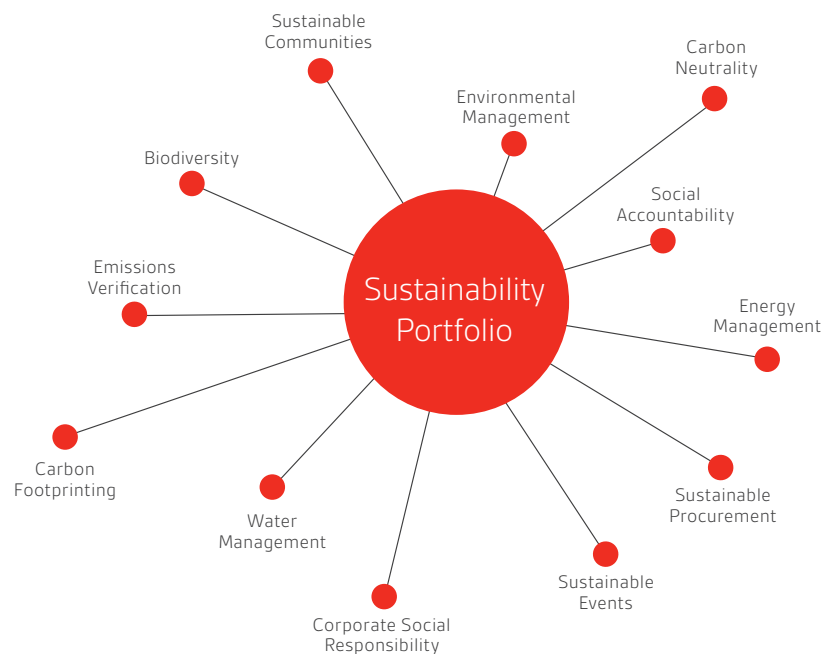 Sustainable
Communities
Carbon
Neutrality
Environmental
Management
Biodiversity
Social
Accountability
Emissions
Verification
Sustainability
Portfolio
Energy
Management
Carbon
Footprinting
Sustainable
Procurement
Water
Management
Sustainable
Events
Corporate Social
Responsibility